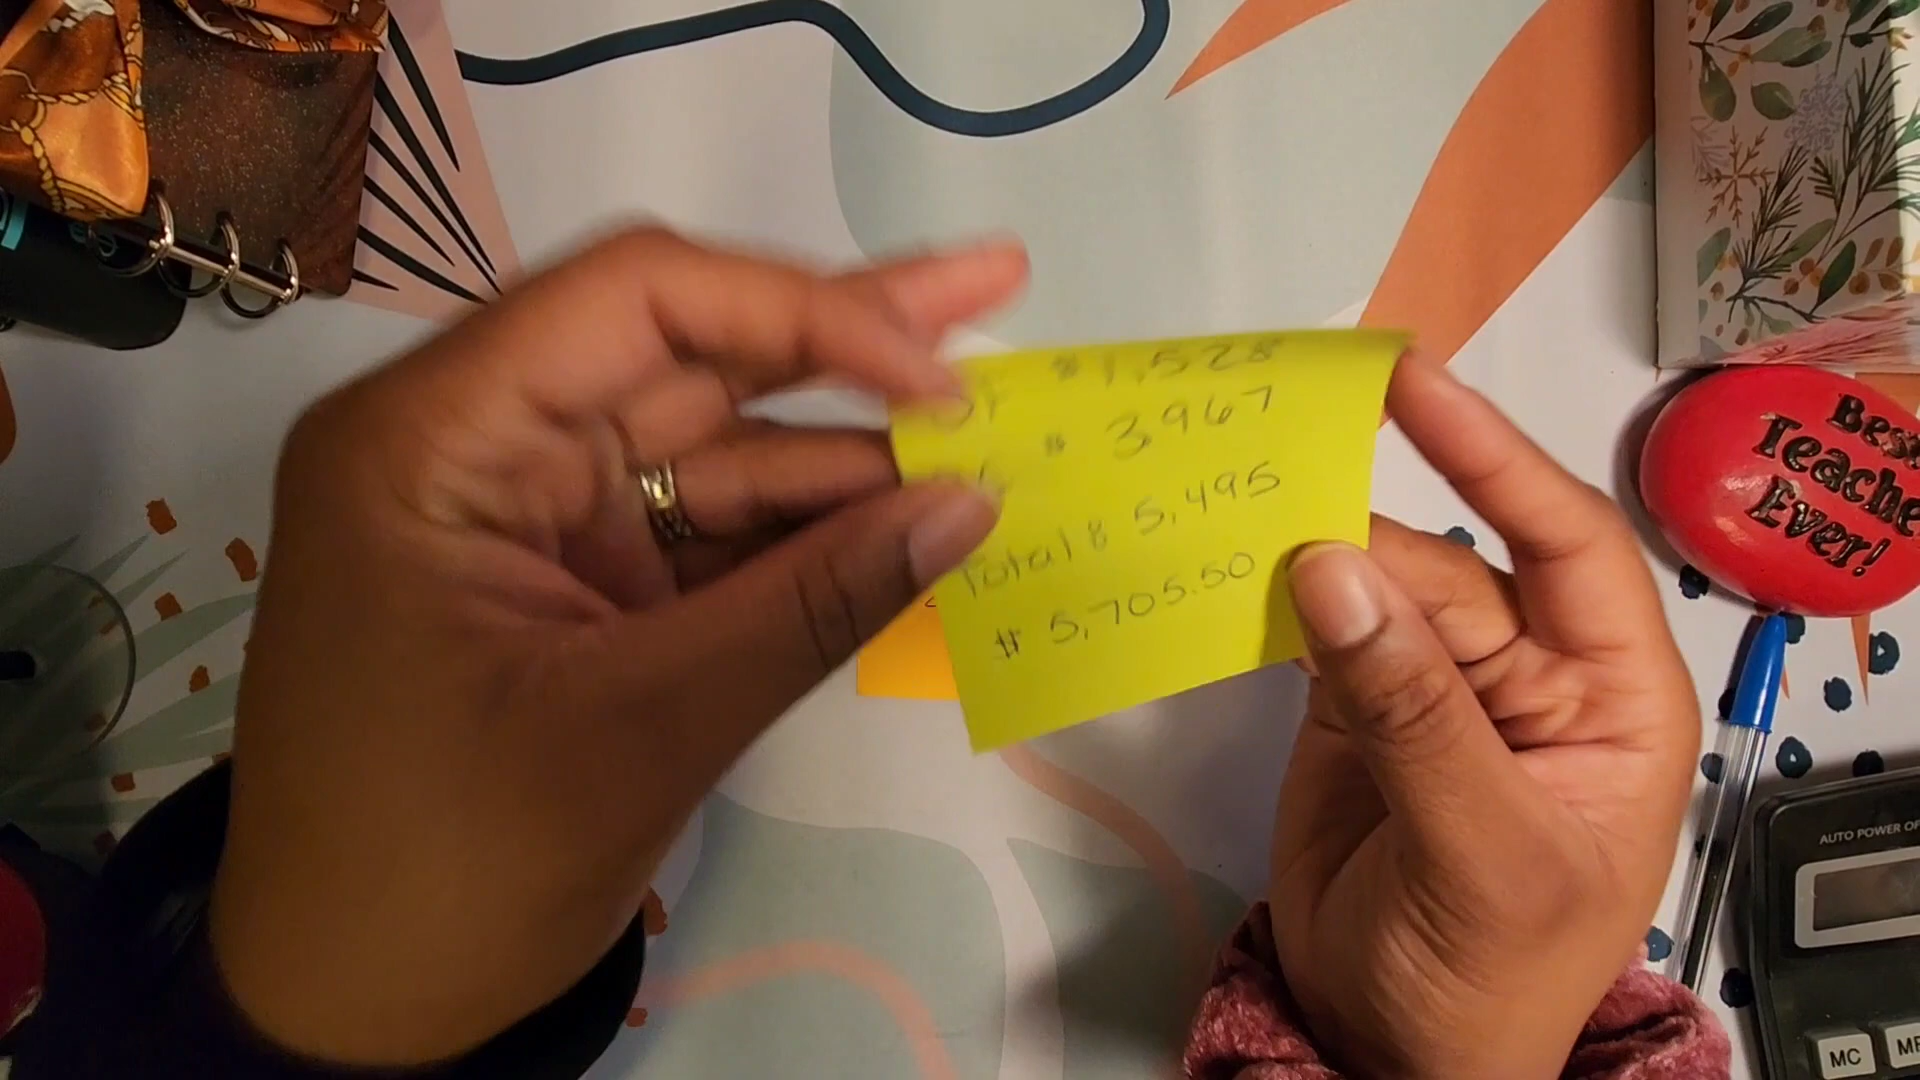 $1,528
$ 3967
Total $ 5,495
$ 5,705.50
Best
Teacher
Ever!
AUTO POWER OF
MC